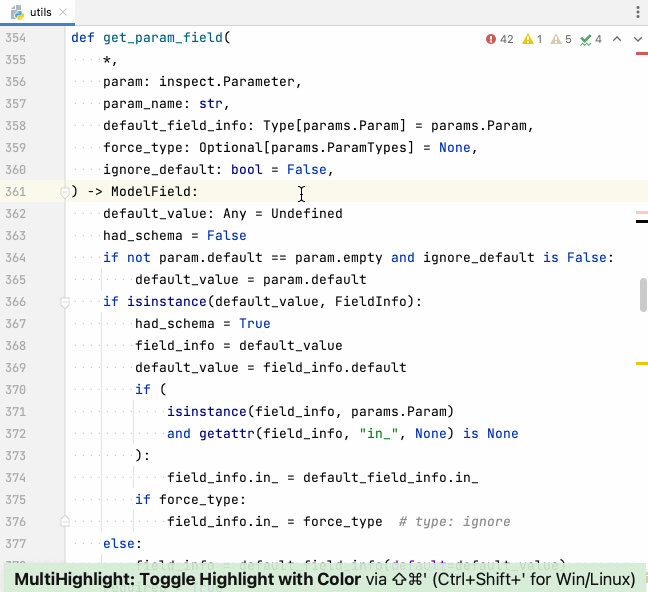 utils
42 1 5 4
354 def get_param_field(
355 *,
356 param: inspect.Parameter,
357 param_name: str,
358 default_field_info: Type[params.Param] = params.Param,
359 force_type: Optional[params.ParamTypes] = None,
360 ignore_default: bool = False,
361 ) -> ModelField:
362 default_value: Any = Undefined
363 had_schema = False
364 if not param.default == param.empty and ignore_default is False:
365 default_value = param.default
366 if isinstance(default_value, FieldInfo):
367 had_schema = True
368 field_info = default_value
369 default_value = field_info.default
370 if (
371 isinstance(field_info, params.Param)
372 and getattr(field_info, "in_", None) is None
373 ):
374 field_info.in_ = default_field_info.in_
375 if force_type:
376 field_info.in_ = force_type  # type: ignore
377 else:
field_info = default_field_info(default=default_value)
MultiHighlight: Toggle Highlight with Color via ⇧⌘' (Ctrl+Shift+' for Win/Linux)